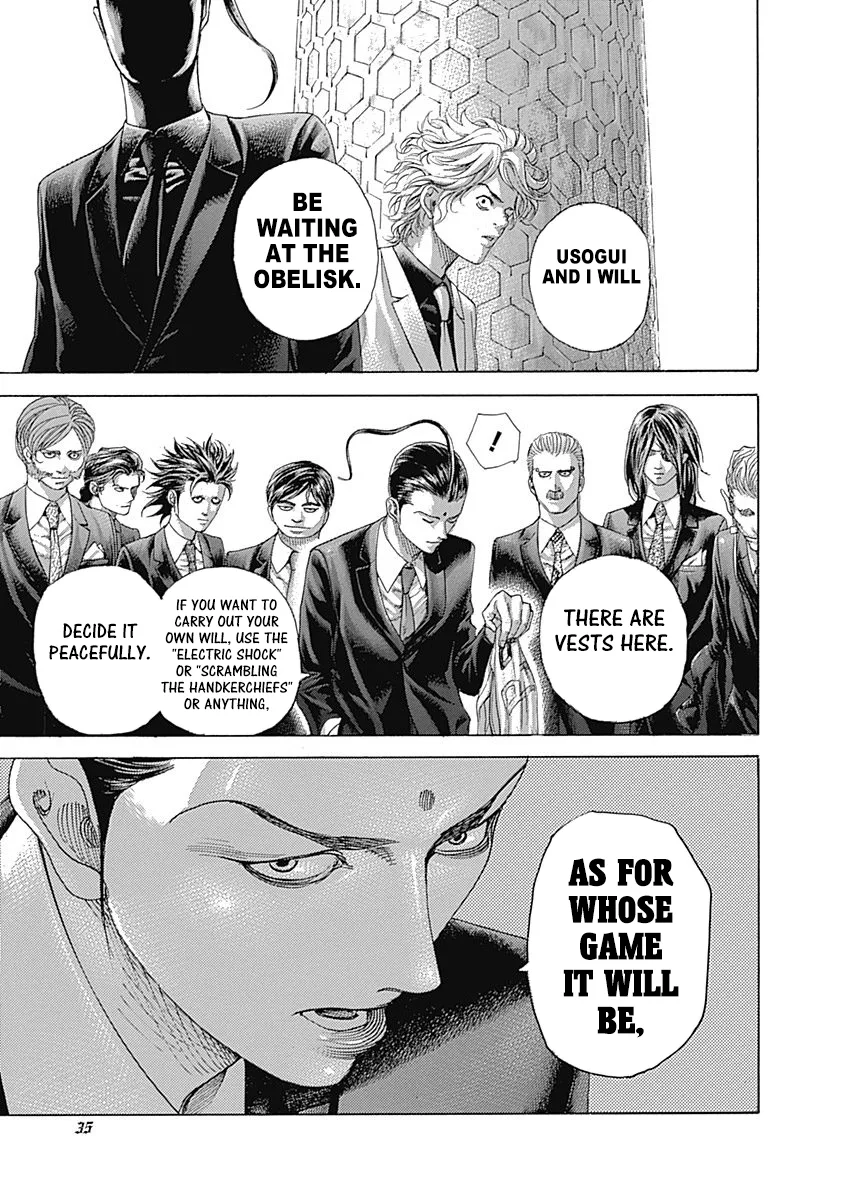 USOGUI
AND I WILL
BE
WAITING
AT THE
OBELISK.
!
THERE ARE
VESTS HERE.
IF YOU WANT TO
CARRY OUT YOUR
OWN WILL, USE THE
"ELECTRIC SHOCK"
OR "SCRAMBLING
THE HANDKERCHIEFS"
OR ANYTHING,
DECIDE IT
PEACEFULLY.
AS FOR
WHOSE
GAME
IT WILL
BE,
35